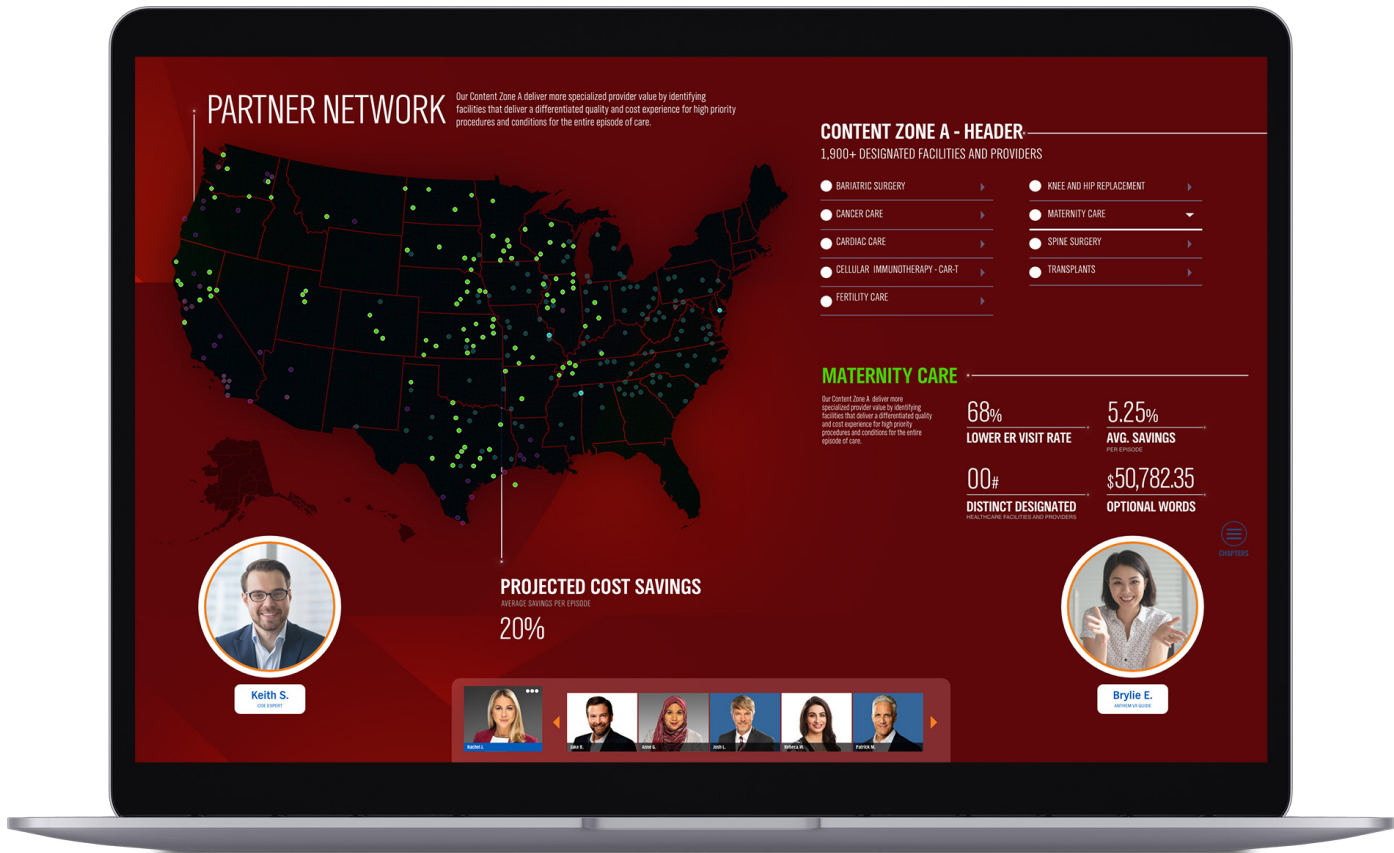 PARTNER NETWORK
Our Content Zone A deliver more specialized provider value by identifying
facilities that deliver a differentiated quality and cost experience for high priority
procedures and conditions for the entire episode of care.
CONTENT ZONE A - HEADER
1,900+ DESIGNATED FACILITIES AND PROVIDERS
BARIATRIC SURGERY
CANCER CARE
CARDIAC CARE
CELLULAR IMMUNOTHERAPY - CAR-T
FERTILITY CARE
KNEE AND HIP REPLACEMENT
MATERNITY CARE
SPINE SURGERY
TRANSPLANTS
MATERNITY CARE
Our Content Zone A deliver more
specialized provider value by identifying
facilities that deliver a differentiated quality
and cost experience for high priority
procedures and conditions for the entire
episode of care.
68%
LOWER ER VISIT RATE
5.25%
AVG. SAVINGS
PER EPISODE
00#
DISTINCT DESIGNATED
HEALTHCARE FACILITIES AND PROVIDERS
$50,782.35
OPTIONAL WORDS
CHAPTERS
PROJECTED COST SAVINGS
AVERAGE SAVINGS PER EPISODE
20%
Keith S.
COE EXPERT
Brylie E.
ANTHEM VX GUIDE
Rachel J.
Jake B.
Anne G.
Josh L.
Rebeca W.
Patrick M.